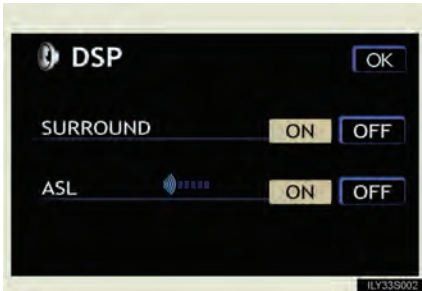 DSP
OK
SURROUND ON OFF
ASL ON OFF
ILY33S002